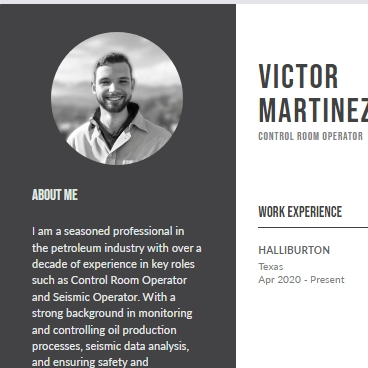 ABOUT ME
I am a seasoned professional in
the petroleum industry with over a
decade of experience in key roles
such as Control Room Operator
and Seismic Operator. With a
strong background in monitoring
and controlling oil production
processes, seismic data analysis,
and ensuring safety and
VICTOR
MARTINEZ
CONTROL ROOM OPERATOR
WORK EXPERIENCE
HALLIBURTON
Texas
Apr 2020 - Present